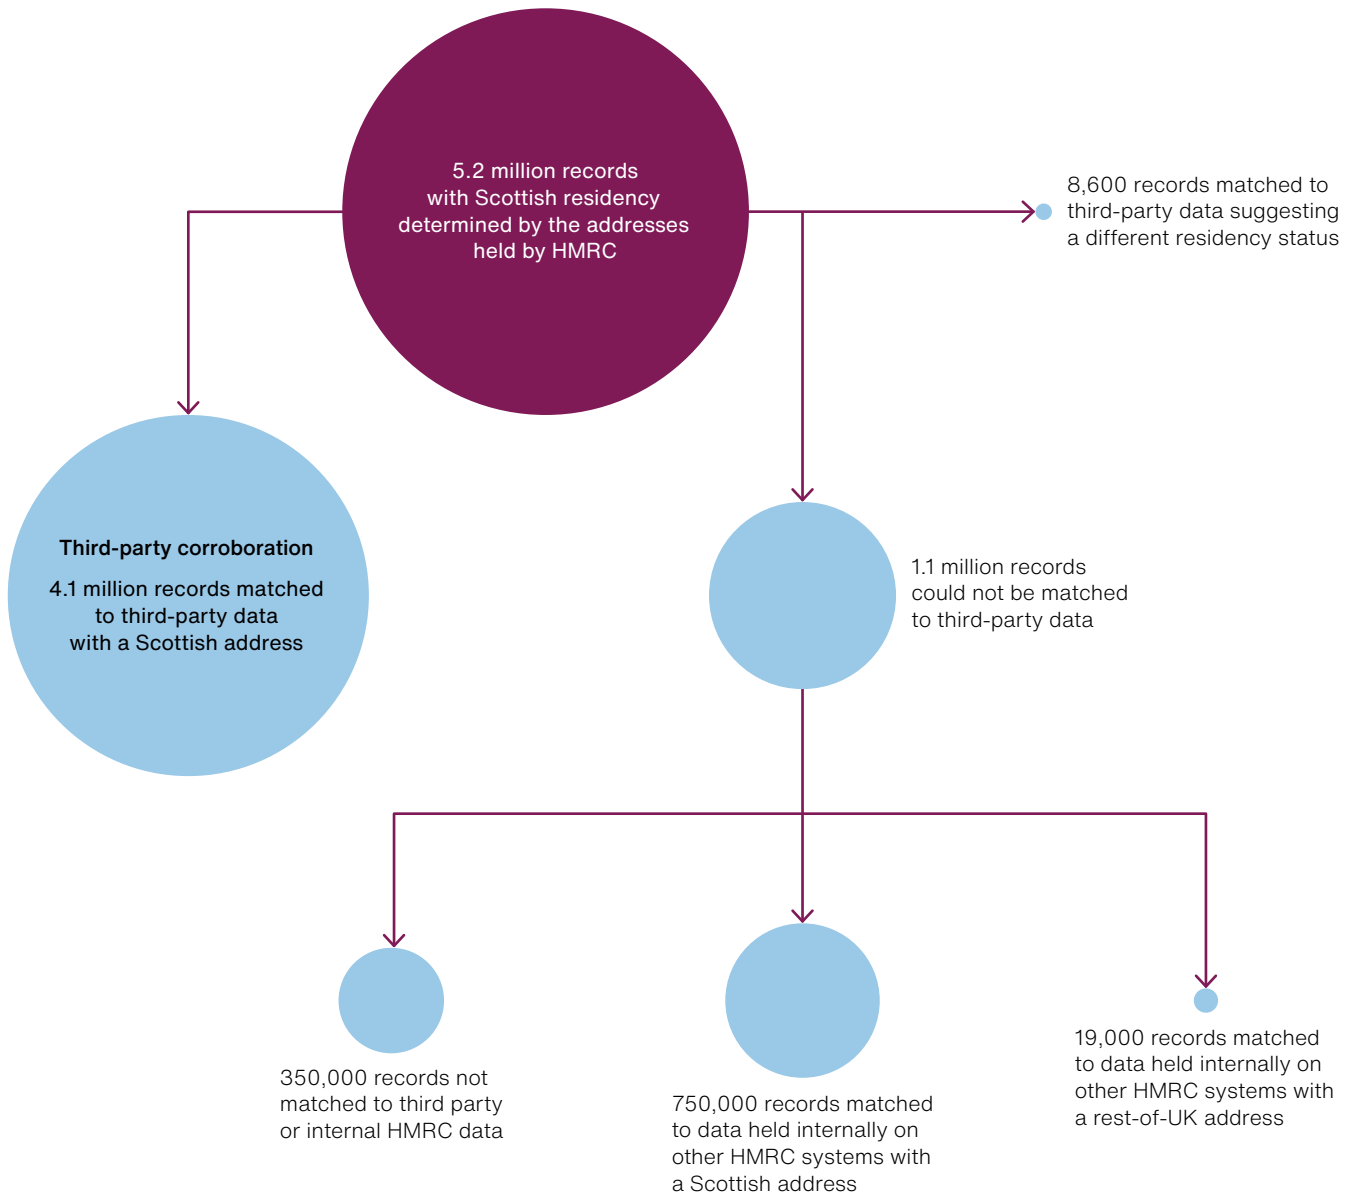 5.2 million records
with Scottish residency
determined by the addresses
held by HMRC
8,600 records matched to
third-party data suggesting
a different residency status
Third-party corroboration
4.1 million records matched
to third-party data
with a Scottish address
1.1 million records
could not be matched
to third-party data
350,000 records not
matched to third party
or internal HMRC data
750,000 records matched
to data held internally on
other HMRC systems with
a Scottish address
19,000 records matched
to data held internally on
other HMRC systems with
a rest-of-UK address